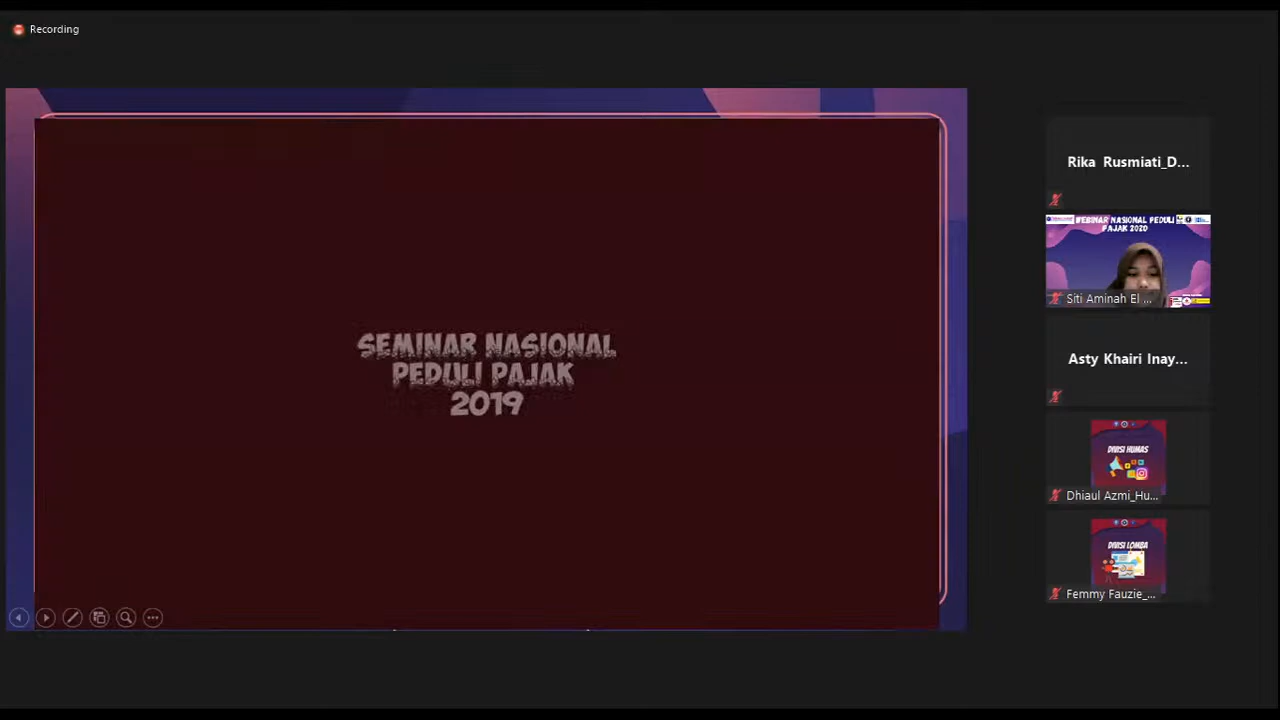 Recording
SEMINAR NASIONAL
PEDULI PAJAK
2019
Rika Rusmiati_D...
WEBINAR NASIONAL PEDULI
PAJAK 2020
Siti Aminah El ...
Asty Khairi Inay...
DIVISI HUMAS
Dhiaul Azmi_Hu...
DIVISI LOMBA
Femmy Fauzie_...